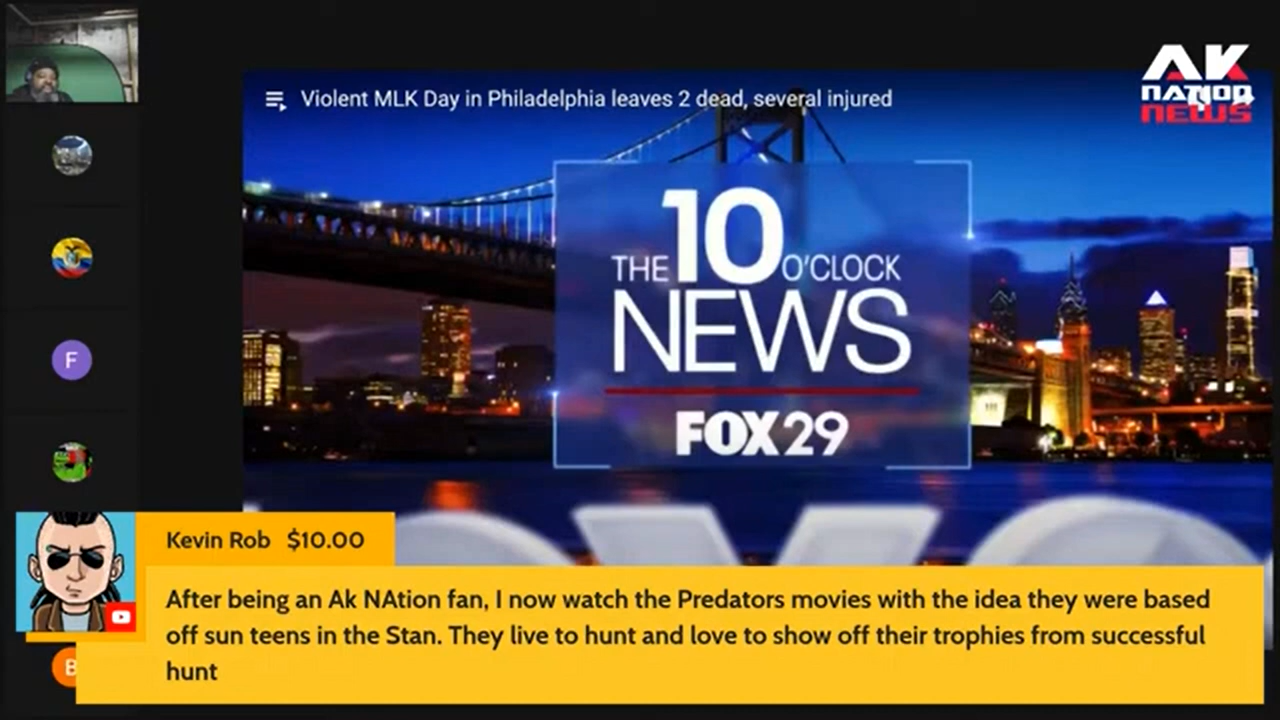 AK
NATION
NEWS
Violent MLK Day in Philadelphia leaves 2 dead, several injured
THE 10 O'CLOCK
NEWS
FOX 29
F
Kevin Rob $10.00
After being an Ak NAtion fan, I now watch the Predators movies with the idea they were based
off sun teens in the Stan. They live to hunt and love to show off their trophies from successful
hunt
B